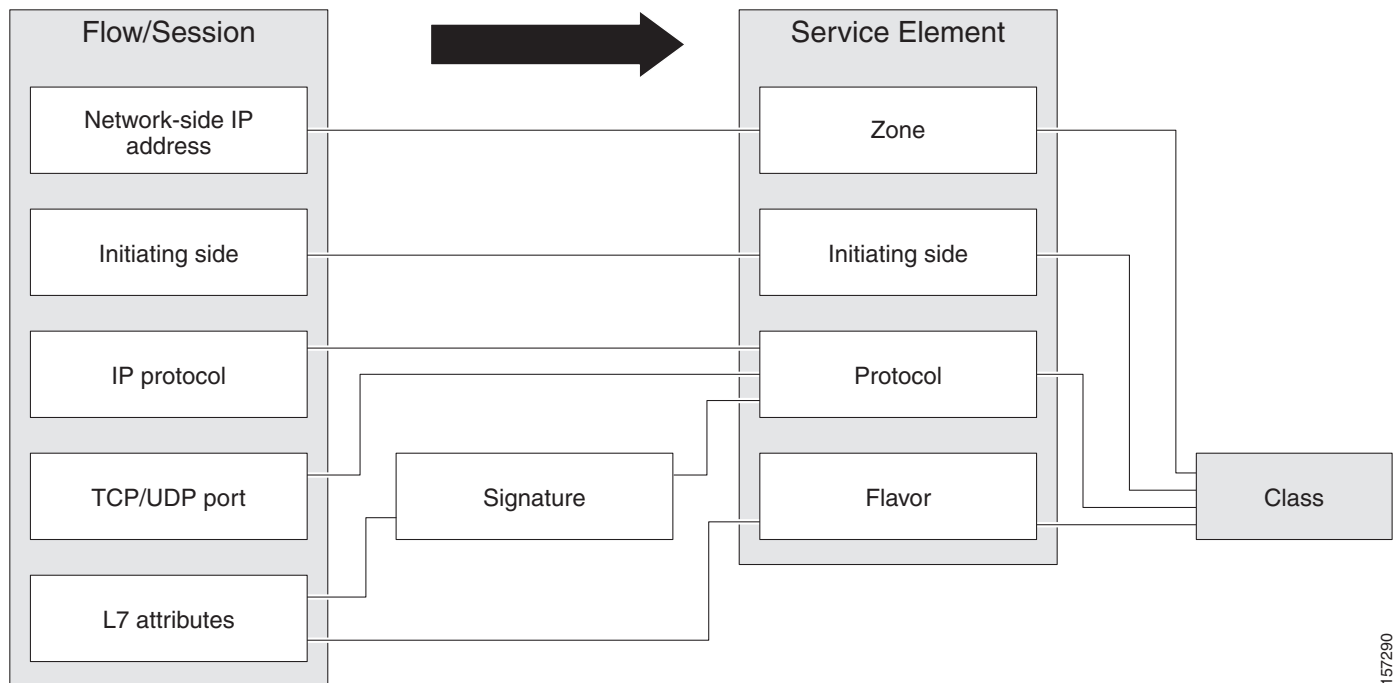 Flow/Session
Service Element
Network-side IP
address
Zone
Initiating side
Initiating side
IP protocol
Protocol
TCP/UDP port
Signature
Flavor
Class
L7 attributes
157290